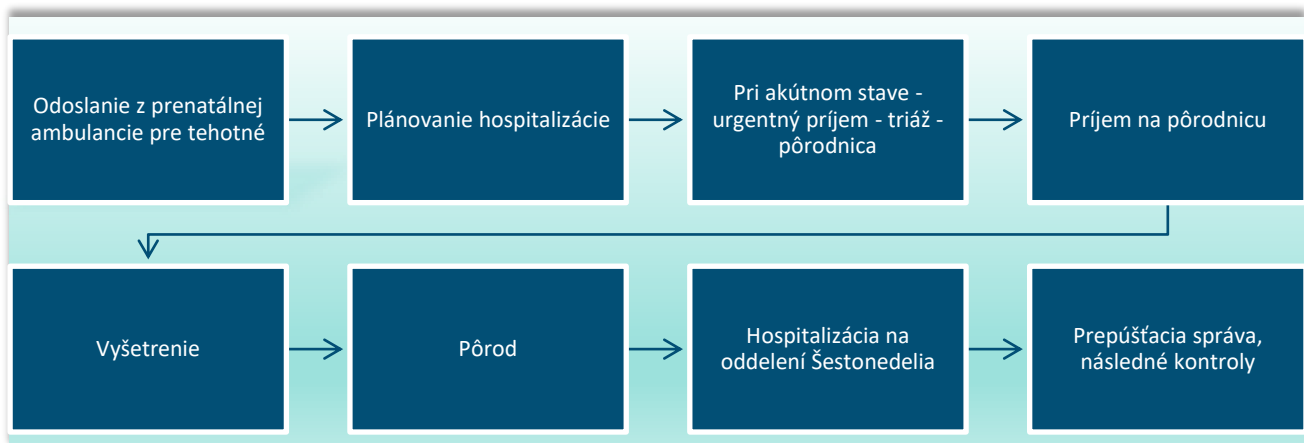 Odoslanie z prenatálnej
ambulancie pre tehotné
Plánovanie hospitalizácie
Pri akútnom stave -
urgentný príjem - triáž -
pôrodnica
Príjem na pôrodnicu
Vyšetrenie
Pôrod
Hospitalizácia na
oddelení Šestonedelia
Prepúšťacia správa,
následné kontroly